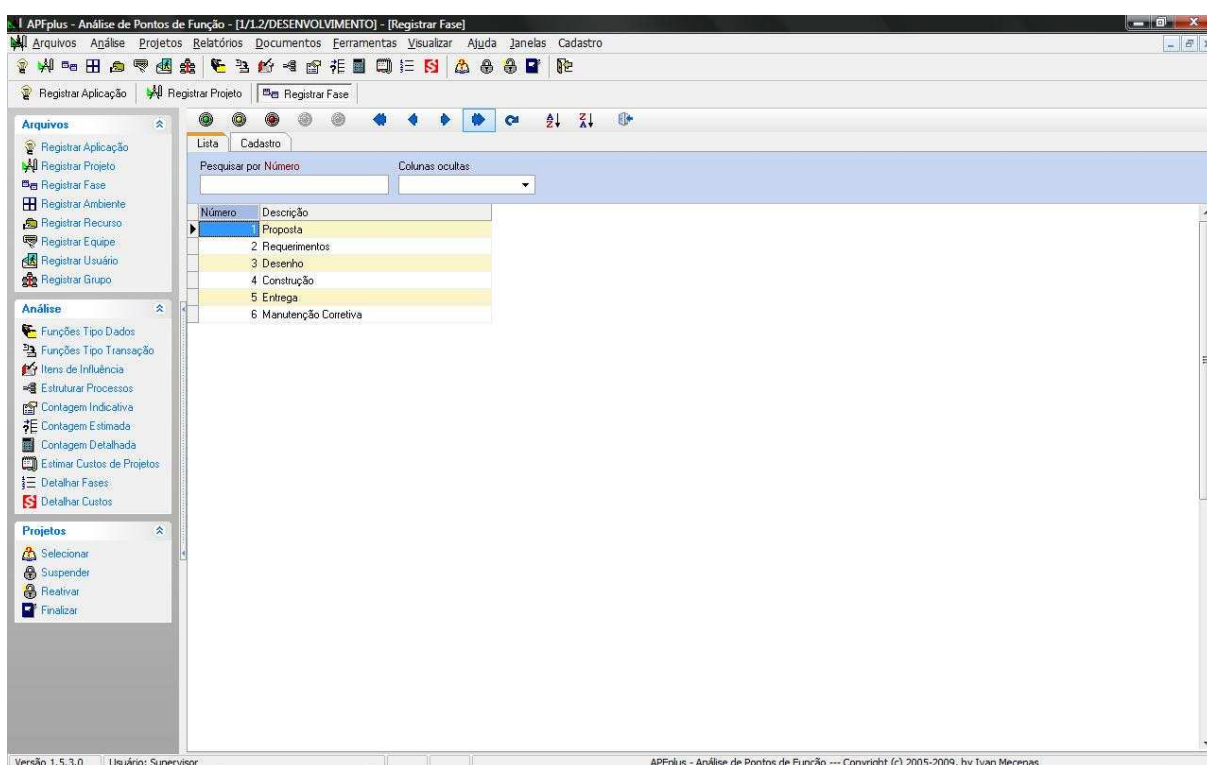 APFplus - Análise de Pontos de Função - [1/1.2/DESENVOLVIMENTO] - [Registrar Fase]
Arquivos Análise Projetos Relatórios Documentos Ferramentas Visualizar Ajuda Janelas Cadastro
Registrar Aplicação Registrar Projeto Registrar Fase
Arquivos
Registrar Aplicação
Registrar Projeto
Registrar Fase
Registrar Ambiente
Registrar Recurso
Registrar Equipe
Registrar Usuário
Registrar Grupo
Análise
Funções Tipo Dados
Funções Tipo Transação
Itens de Influência
Estruturar Processos
Contagem Indicativa
Contagem Estimada
Contagem Detalhada
Estimar Custos de Projetos
Detalhar Fases
Detalhar Custos
Projetos
Selecionar
Suspender
Reativar
Finalizar
Lista Cadastro
Pesquisar por Número Colunas ocultas
Número Descrição
1 Proposta
2 Requerimentos
3 Desenho
4 Construção
5 Entrega
6 Manutenção Corretiva
Versão 1.5.3.0 Usuário: Supervisor APFplus - Análise de Pontos de Função --- Copyright (c) 2005-2009, by Ivan Mecenas